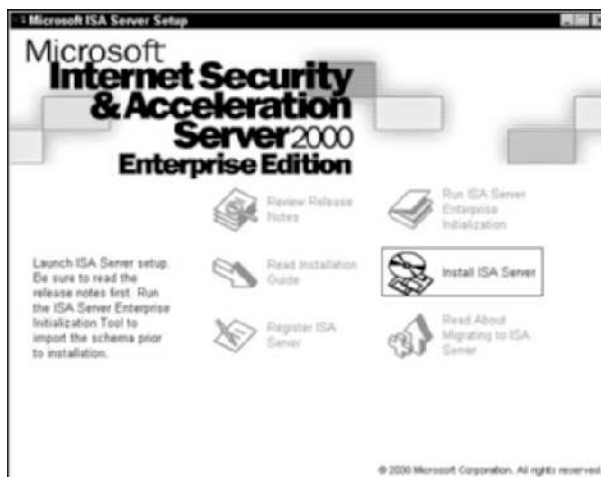 Microsoft ISA Server Setup
Microsoft
Internet Security
& Acceleration
Server 2000
Enterprise Edition
Review Release
Notes
Run ISA Server
Enterprise
Initialization
Launch ISA Server setup.
Be sure to read the
release notes first. Run
the ISA Server Enterprise
Initialization Tool to
import the schema prior
to installation.
Read Installation
Guide
Install ISA Server
Register ISA
Server
Read About
Migrating to ISA
Server
© 2000 Microsoft Corporation. All rights reserved.